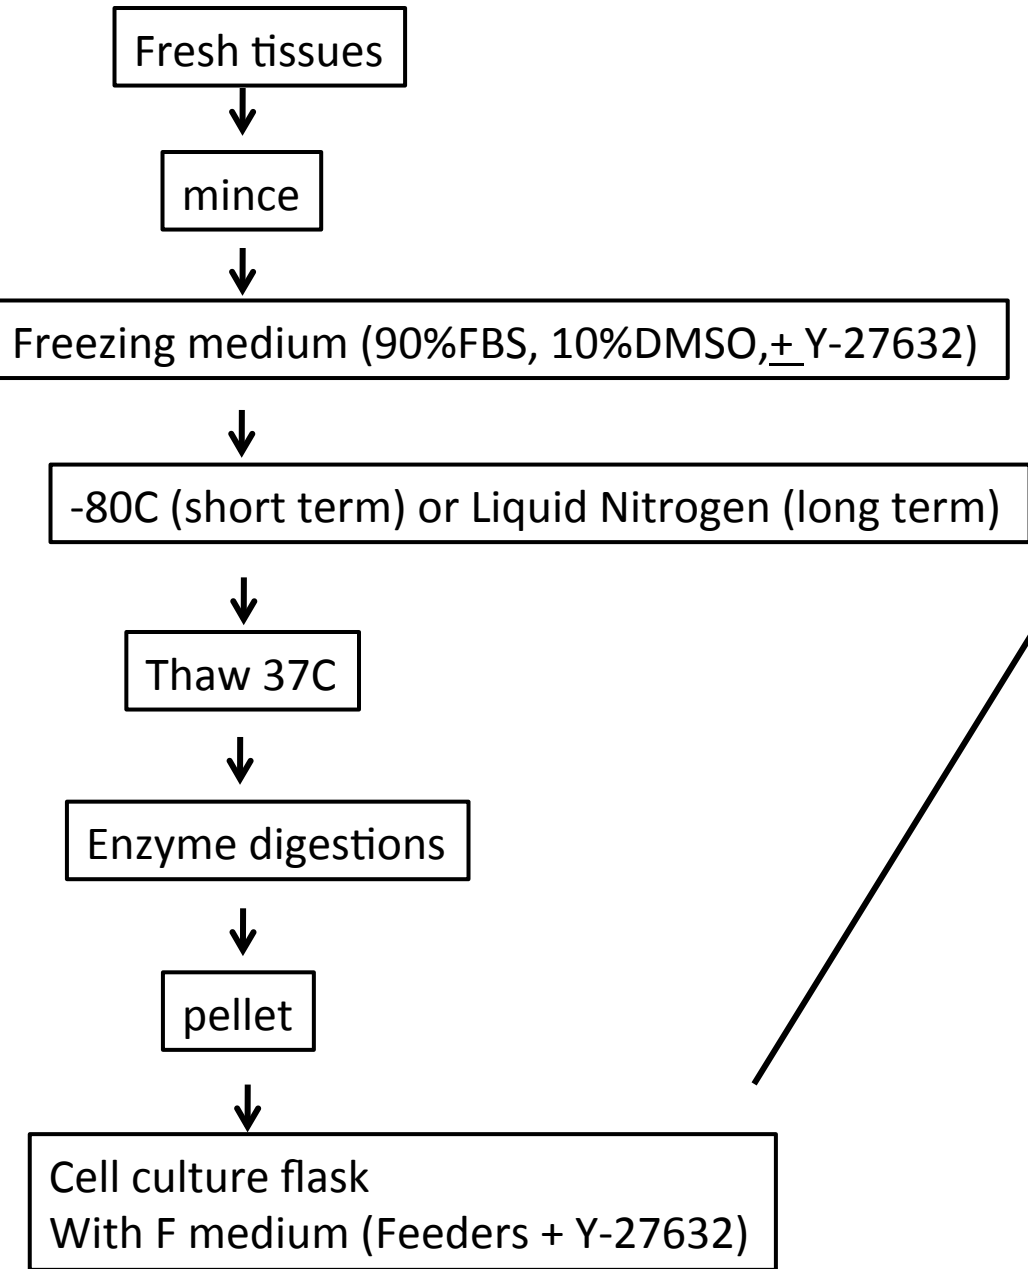 Fresh tissues
mince
Freezing medium (90%FBS, 10%DMSO,+ Y-27632)
-80C (short term) or Liquid Nitrogen (long term)
Thaw 37C
Enzyme digestions
pellet
Cell culture flask
With F medium (Feeders + Y-27632)